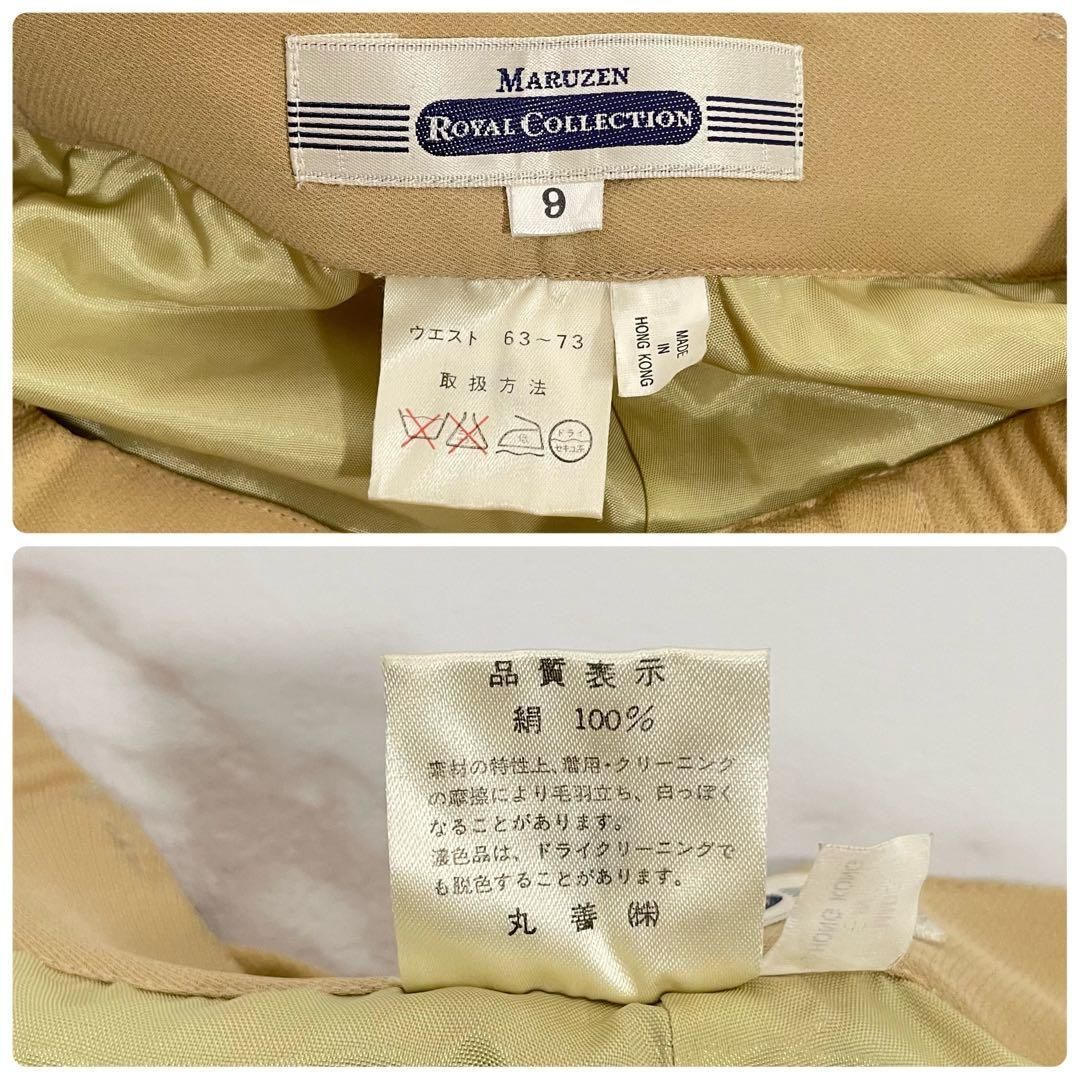 MARUZEN
ROYAL COLLECTION
9
ウエスト 63~73
取扱方法
低
ドライ
セキユ系
MADE
IN
HONG KONG
品質表示
絹 100%
素材の特性上、着用・クリーニング
の摩擦により毛羽立ち、白っぽく
なることがあります。
濃色品は、ドライクリーニングで
も脱色することがあります。
丸善(株)
HONG KONG